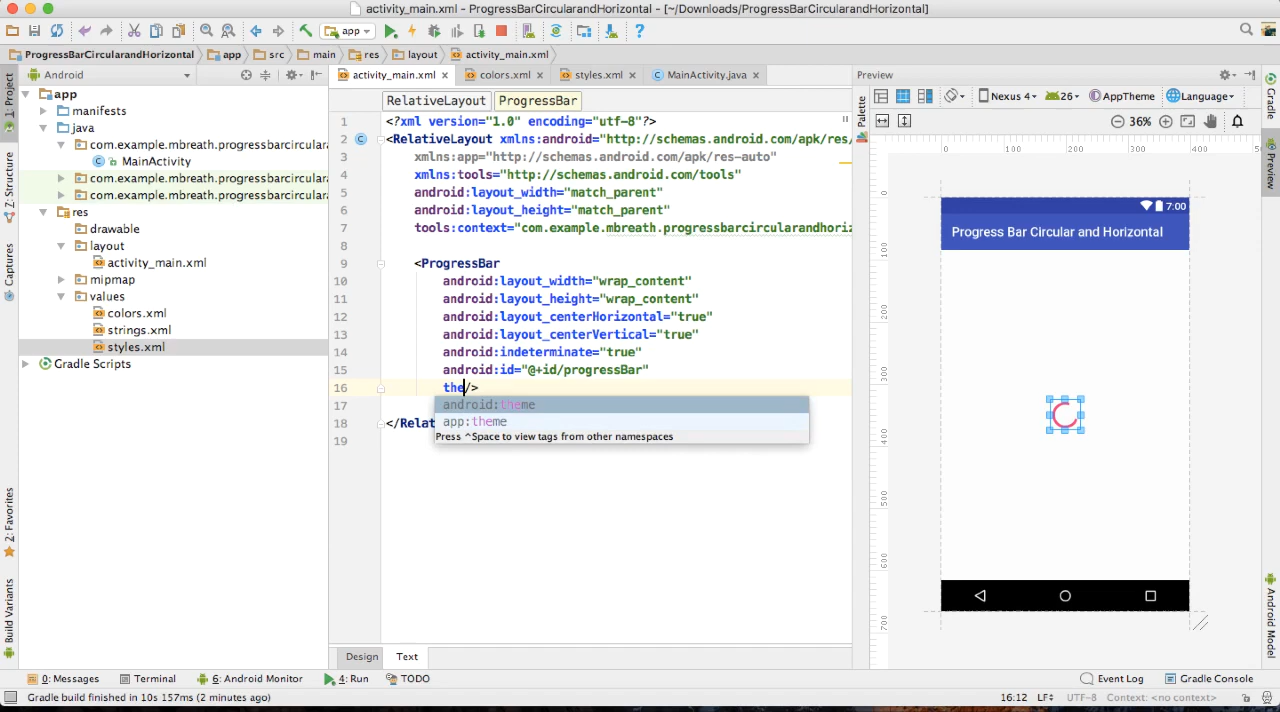 activity_main.xml - ProgressBarCircularandHorizontal - [~/Downloads/ProgressBarCircularandHorizontal]
app
ProgressBarCircularandHorizontal app src main res layout activity_main.xml
1: Project
Z: Structure
Captures
2: Favorites
Build Variants
Android
app
manifests
java
com.example.mbreath.progressbarcircular
MainActivity
com.example.mbreath.progressbarcircular
com.example.mbreath.progressbarcircular
res
drawable
layout
activity_main.xml
mipmap
values
colors.xml
strings.xml
styles.xml
Gradle Scripts
activity_main.xml colors.xml styles.xml MainActivity.java
RelativeLayout ProgressBar
1 <?xml version="1.0" encoding="utf-8"?>
2 <RelativeLayout xmlns:android="http://schemas.android.com/apk/res/
3 xmlns:app="http://schemas.android.com/apk/res-auto"
4 xmlns:tools="http://schemas.android.com/tools"
5 android:layout_width="match_parent"
6 android:layout_height="match_parent"
7 tools:context="com.example.mbreath.progressbarcircularandhoriz
8
9 <ProgressBar
10 android:layout_width="wrap_content"
11 android:layout_height="wrap_content"
12 android:layout_centerHorizontal="true"
13 android:layout_centerVertical="true"
14 android:indeterminate="true"
15 android:id="@+id/progressBar"
16 the/>
17
18 </Relat
19
android:theme
app:theme
Press ^Space to view tags from other namespaces
Design Text
Preview
Palette
Nexus 4 26 AppTheme Language
36%
0 100 200 300 400 50
0
100
200
300
400
500
600
700
7:00
Progress Bar Circular and Horizontal
Gradle
Preview
Android Model
0: Messages Terminal 6: Android Monitor 4: Run TODO Event Log Gradle Console
Gradle build finished in 10s 157ms (2 minutes ago) 16:12 LF UTF-8 Context: <no context>